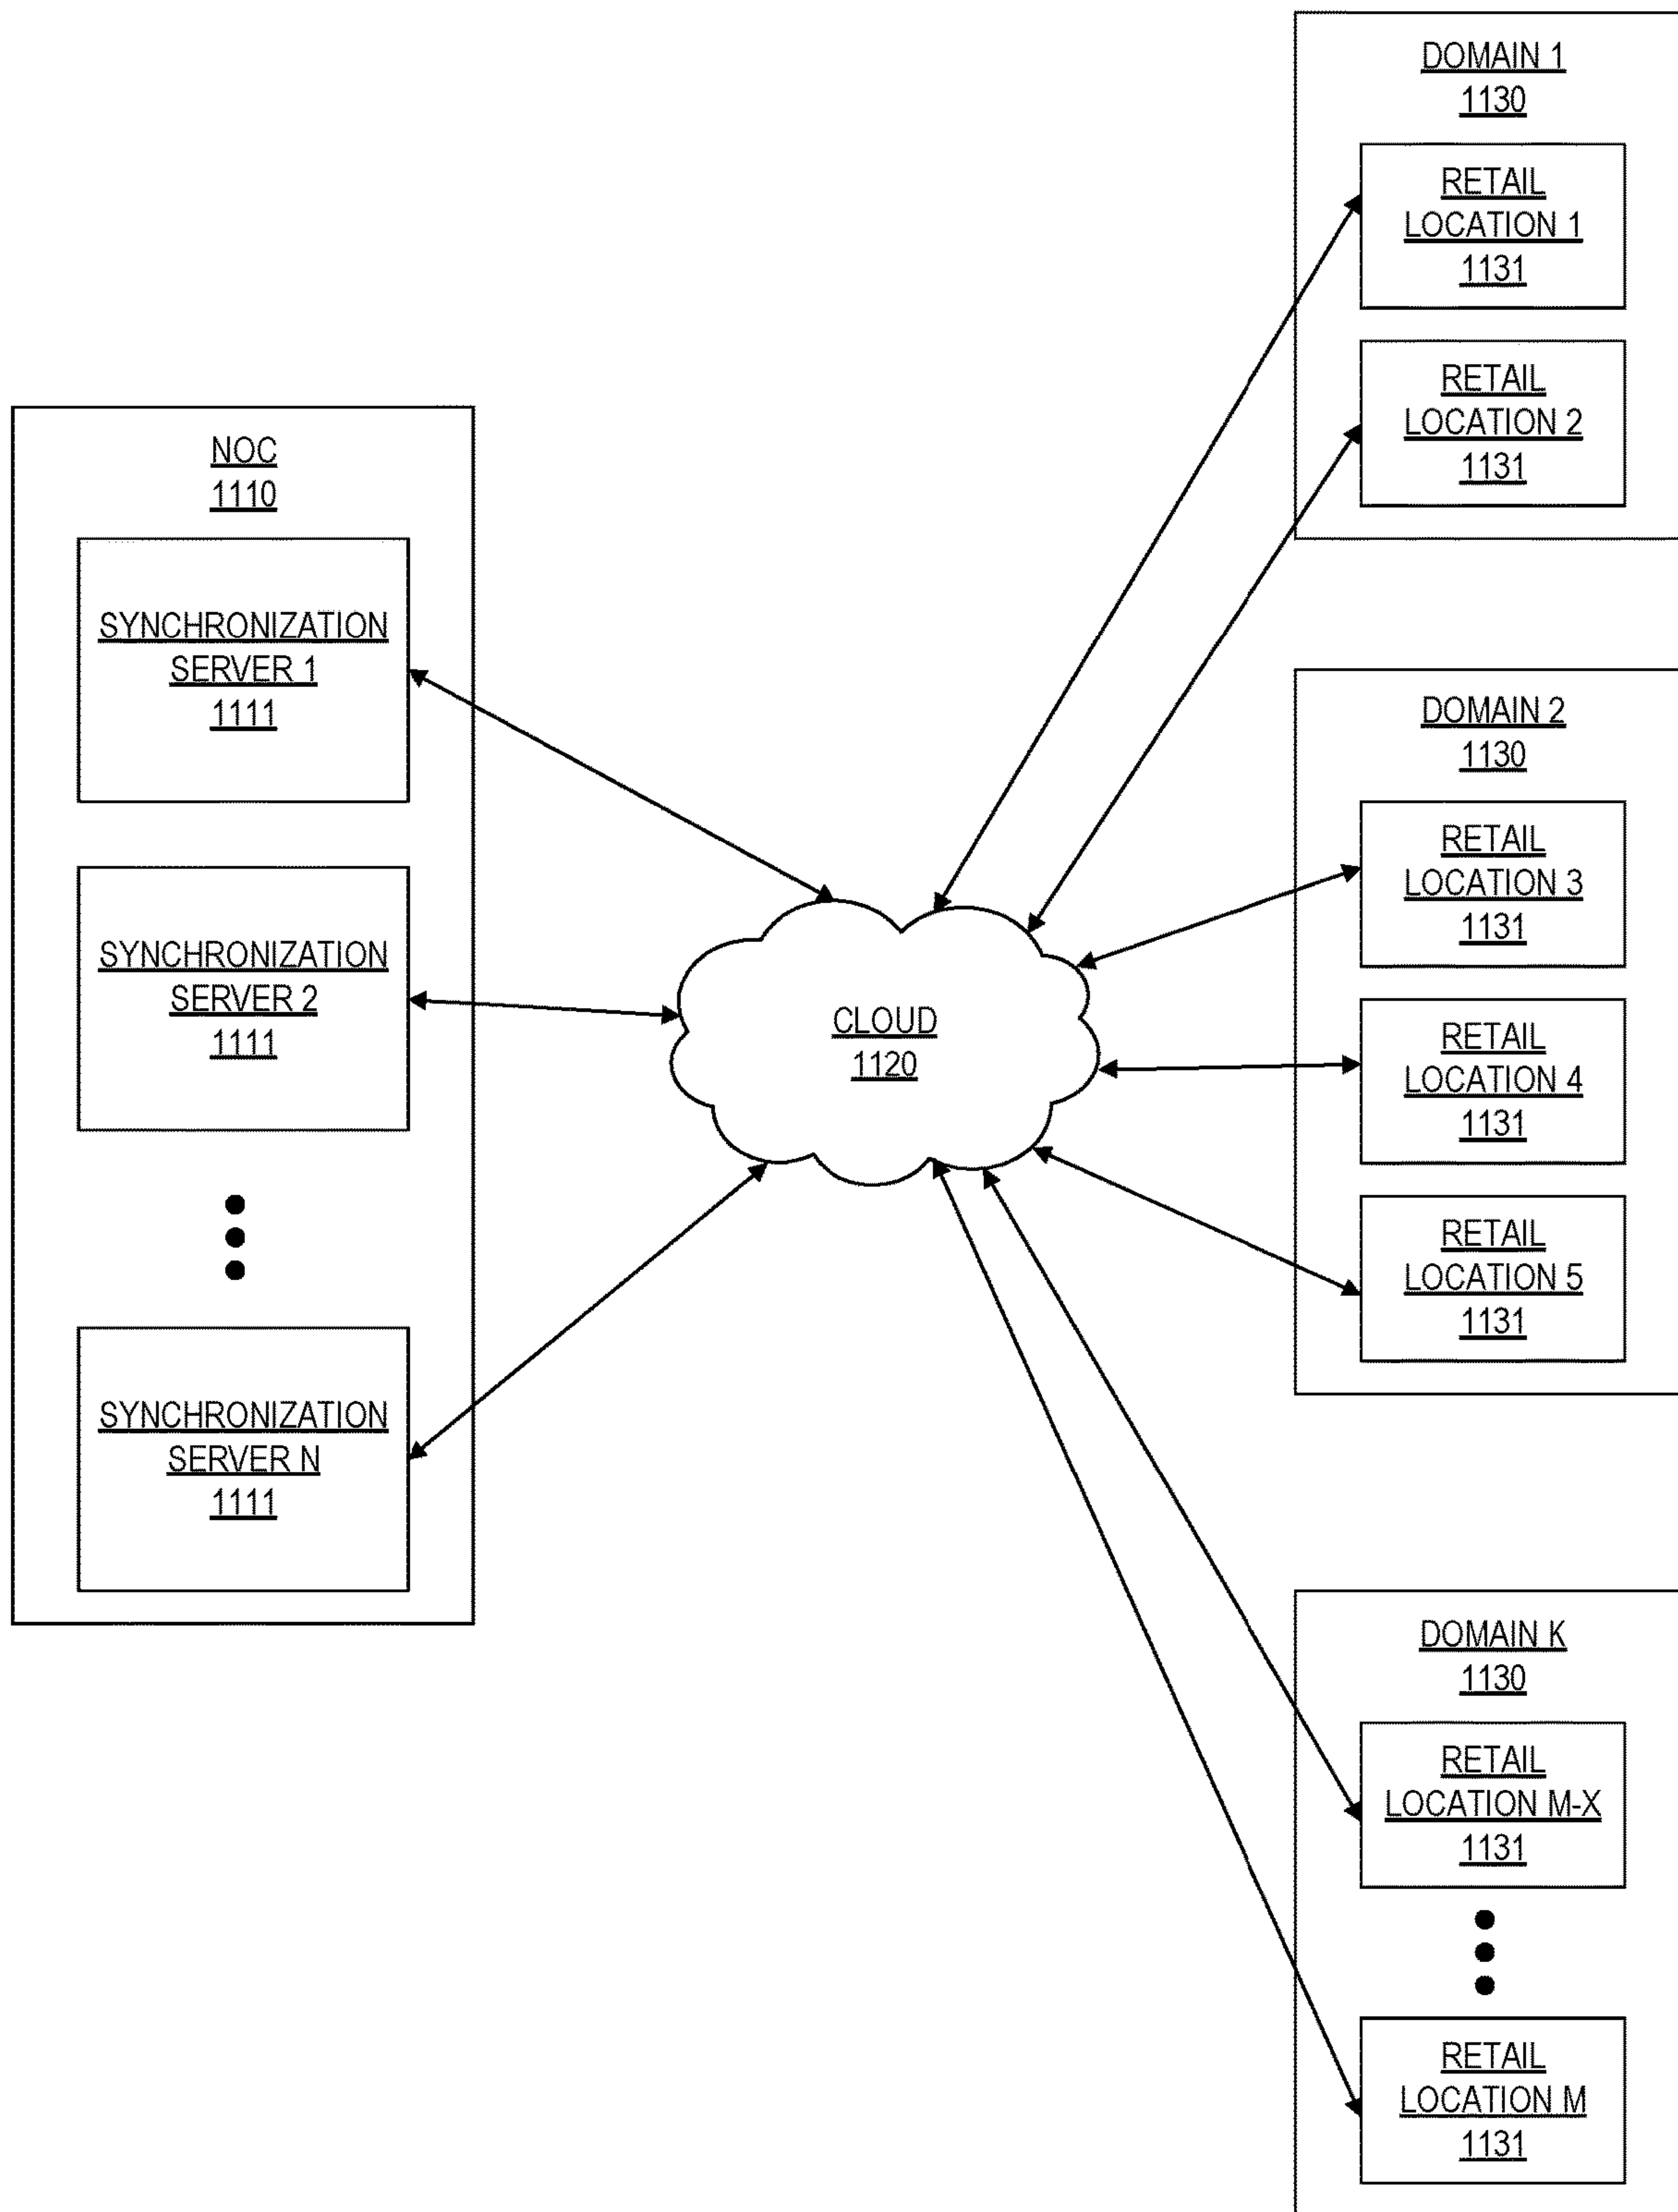 NOC
1110
SYNCHRONIZATION
SERVER 1
1111
SYNCHRONIZATION
SERVER 2
1111
SYNCHRONIZATION
SERVER N
1111
CLOUD
1120
DOMAIN 1
1130
RETAIL
LOCATION 1
1131
RETAIL
LOCATION 2
1131
DOMAIN 2
1130
RETAIL
LOCATION 3
1131
RETAIL
LOCATION 4
1131
RETAIL
LOCATION 5
1131
DOMAIN K
1130
RETAIL
LOCATION M-X
1131
RETAIL
LOCATION M
1131